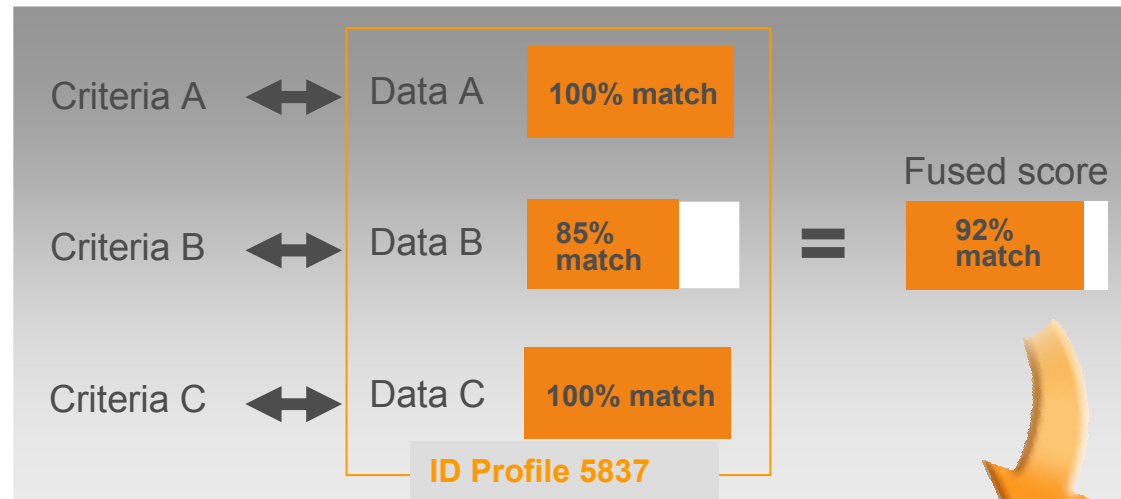 Criteria A
Data A
100% match
Criteria B
Data B
85%
match
=
Fused score
92%
match
Criteria C
Data C
100% match
ID Profile 5837